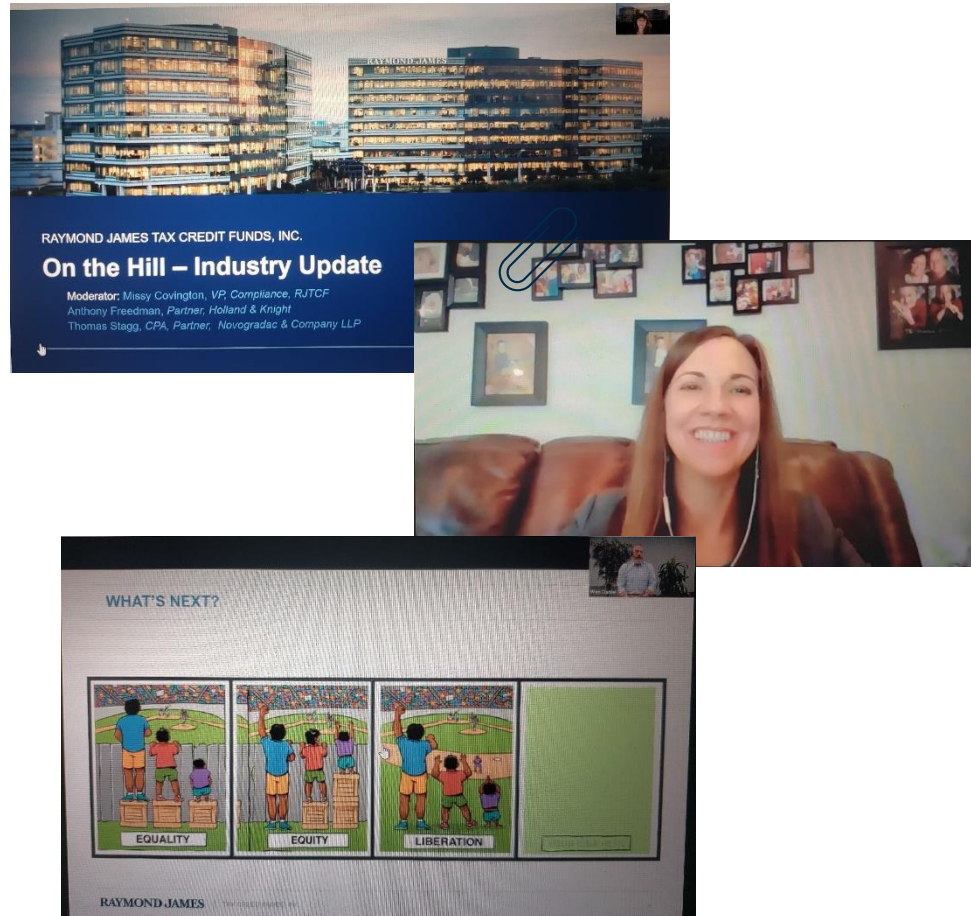 RAYMOND JAMES
RAYMOND JAMES TAX CREDIT FUNDS, INC.
On the Hill – Industry Update
Moderator: Missy Covington, VP, Compliance, RJTCF
Anthony Freedman, Partner, Holland & Knight
Thomas Stagg, CPA, Partner, Novogradac & Company LLP
WHAT'S NEXT?
EQUALITY
EQUITY
LIBERATION
RAYMOND JAMES